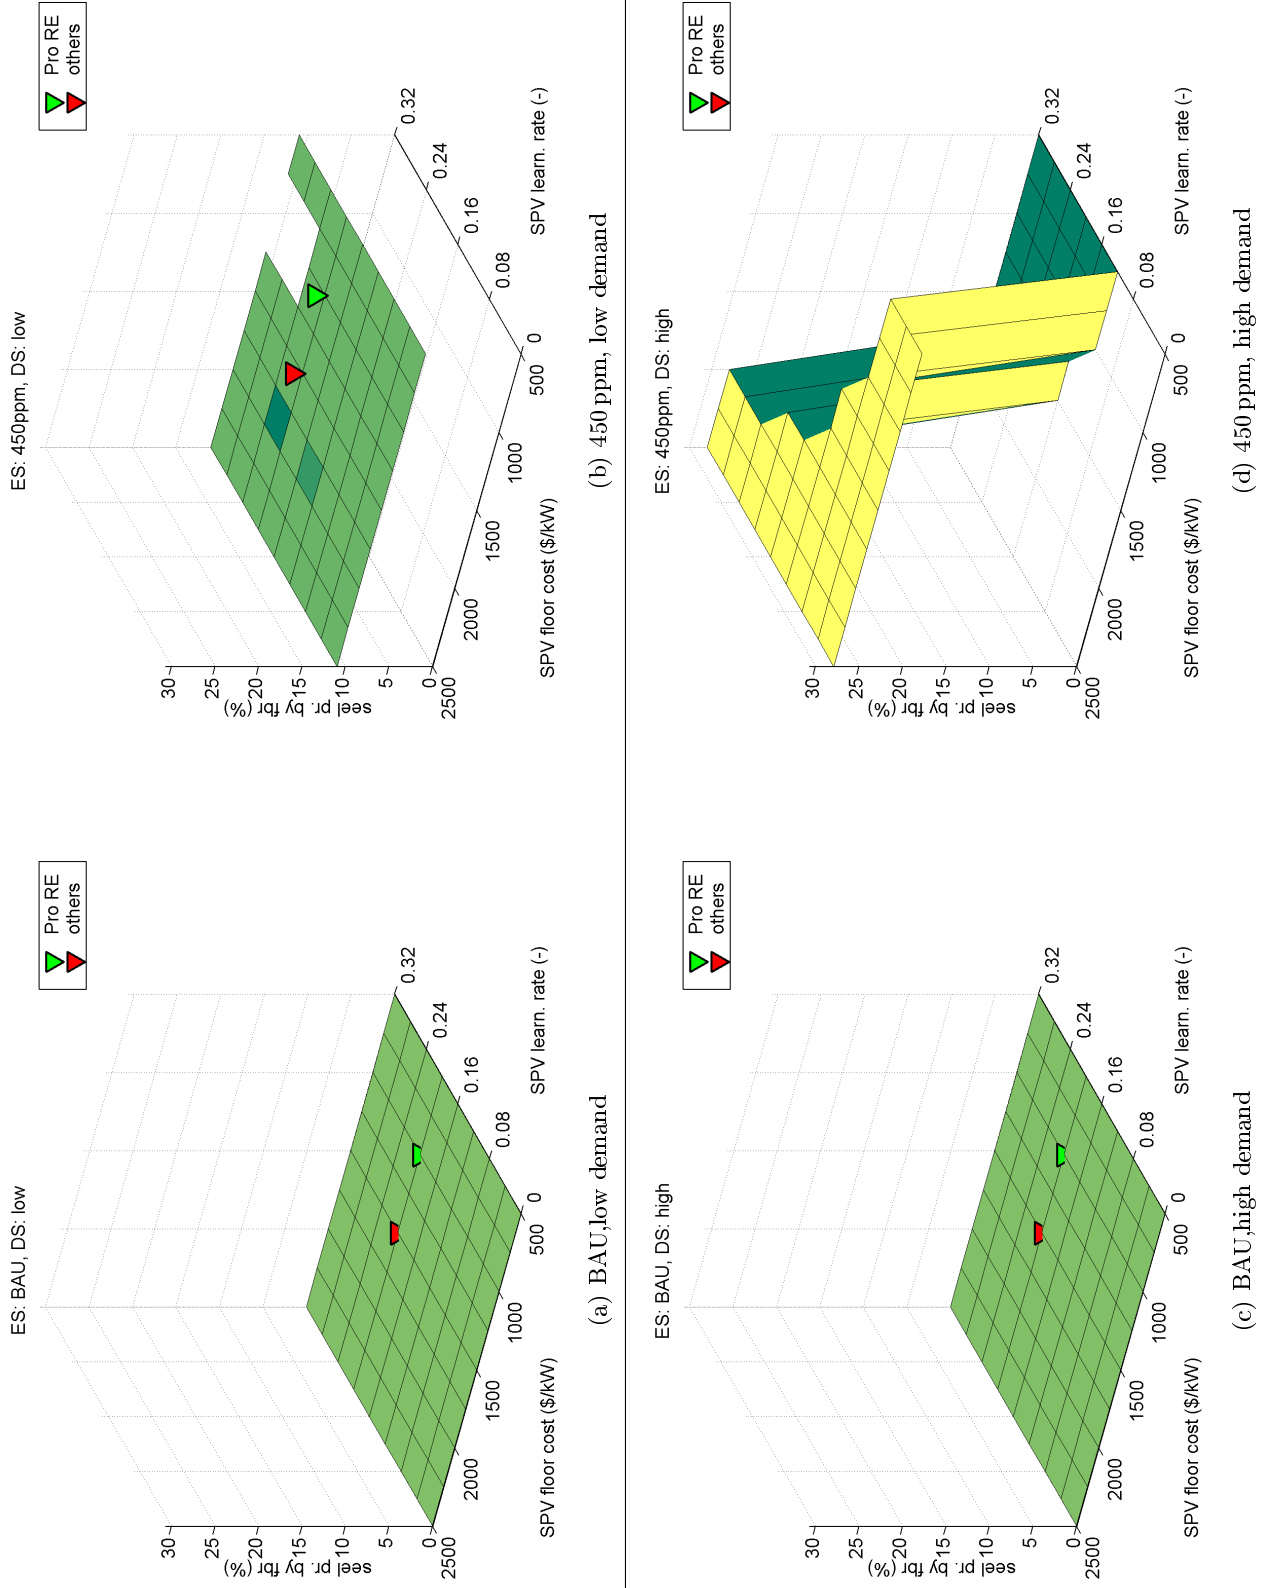 ES: BAU, DS: low
Pro RE
others
30
25
20
15
10
5
0
seel pr. by fbr (%)
2500
2000
1500
1000
500
SPV floor cost ($/kW)
0
0.08
0.16
0.24
0.32
SPV learn. rate (-)
(a) BAU,low demand
ES: 450ppm, DS: low
Pro RE
others
30
25
20
15
10
5
0
seel pr. by fbr (%)
2500
2000
1500
1000
500
SPV floor cost ($/kW)
0
0.08
0.16
0.24
0.32
SPV learn. rate (-)
(b) 450 ppm, low demand
ES: BAU, DS: high
Pro RE
others
30
25
20
15
10
5
0
seel pr. by fbr (%)
2500
2000
1500
1000
500
SPV floor cost ($/kW)
0
0.08
0.16
0.24
0.32
SPV learn. rate (-)
(c) BAU,high demand
ES: 450ppm, DS: high
Pro RE
others
30
25
20
15
10
5
0
seel pr. by fbr (%)
2500
2000
1500
1000
500
SPV floor cost ($/kW)
0
0.08
0.16
0.24
0.32
SPV learn. rate (-)
(d) 450 ppm, high demand